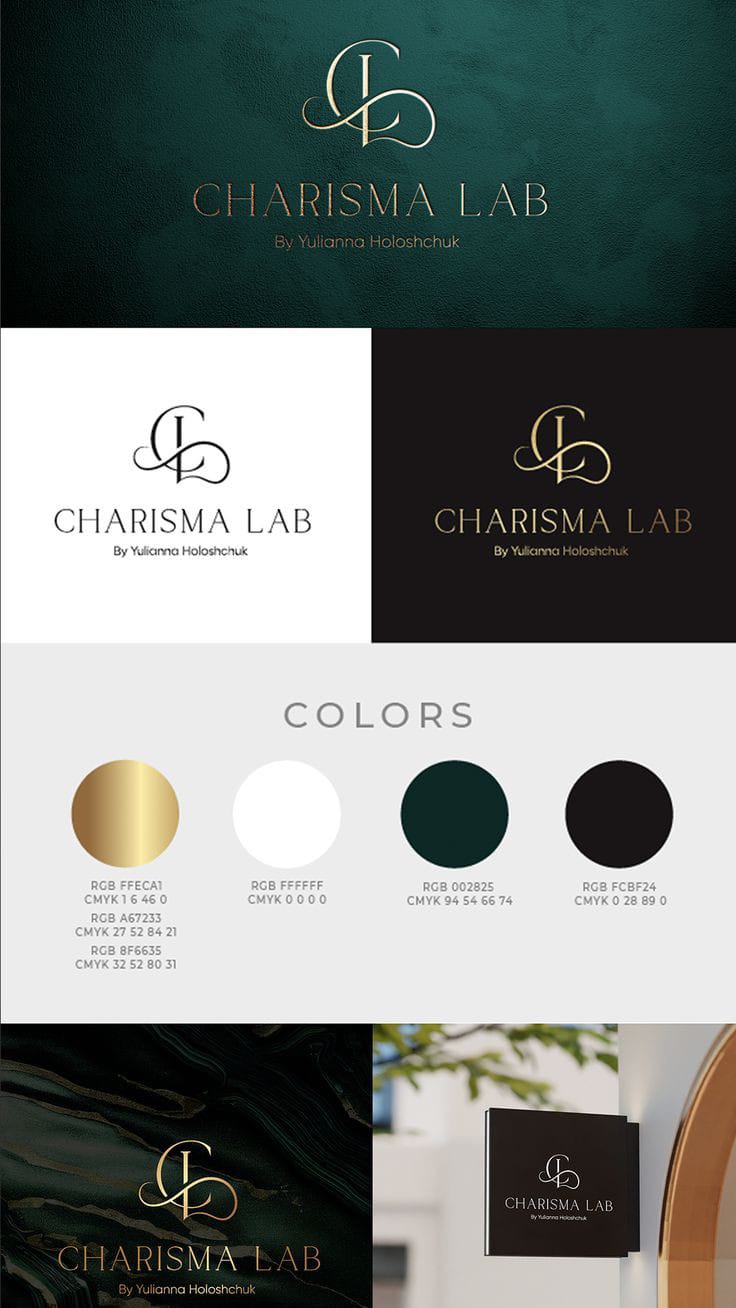 CHARISMA LAB
By Yulianna Holoshchuk
CHARISMA LAB
By Yulianna Holoshchuk
CHARISMA LAB
By Yulianna Holoshchuk
COLORS
RGB FFECA1
CMYK 1 6 46 0
RGB A67233
CMYK 27 52 84 21
RGB 8F6635
CMYK 32 52 80 31
RGB FFFFFF
CMYK 0 0 0 0
RGB 002825
CMYK 94 54 66 74
RGB FCBF24
CMYK 0 28 89 0
CHARISMA LAB
By Yulianna Holoshchuk
CHARISMA LAB
By Yulianna Holoshchuk